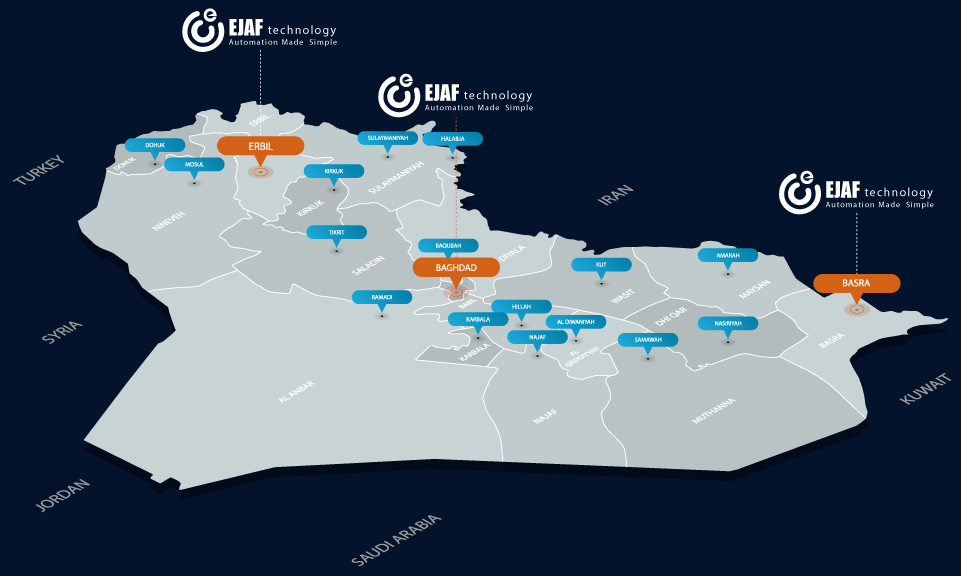 EJAF technology
Automation Made Simple
EJAF technology
Automation Made Simple
EJAF technology
Automation Made Simple
ERBIL
DOHUK
ERBIL
SULAYMANIYAH
HALABJA
TURKEY
DOHUK
MOSUL
KIRKUK
SULAYMANIYAH
IRAN
KIRKUK
NINEVEH
TIKRIT
BAQUBAH
DIYALA
SALADIN
BAGHDAD
KUT
AMARAH
BASRA
RAMADI
BABIL
WASIT
MAYSAN
HILLAH
DHI QAR
SYRIA
KARBALA
AL DIWANIYAH
NASIRIYAH
NAJAF
SAMAWAH
BASRA
KARBALA
AL-QADISIYYAH
AL ANBAR
KUWAIT
NAJAF
MUTHANNA
JORDAN
SAUDI ARABIA